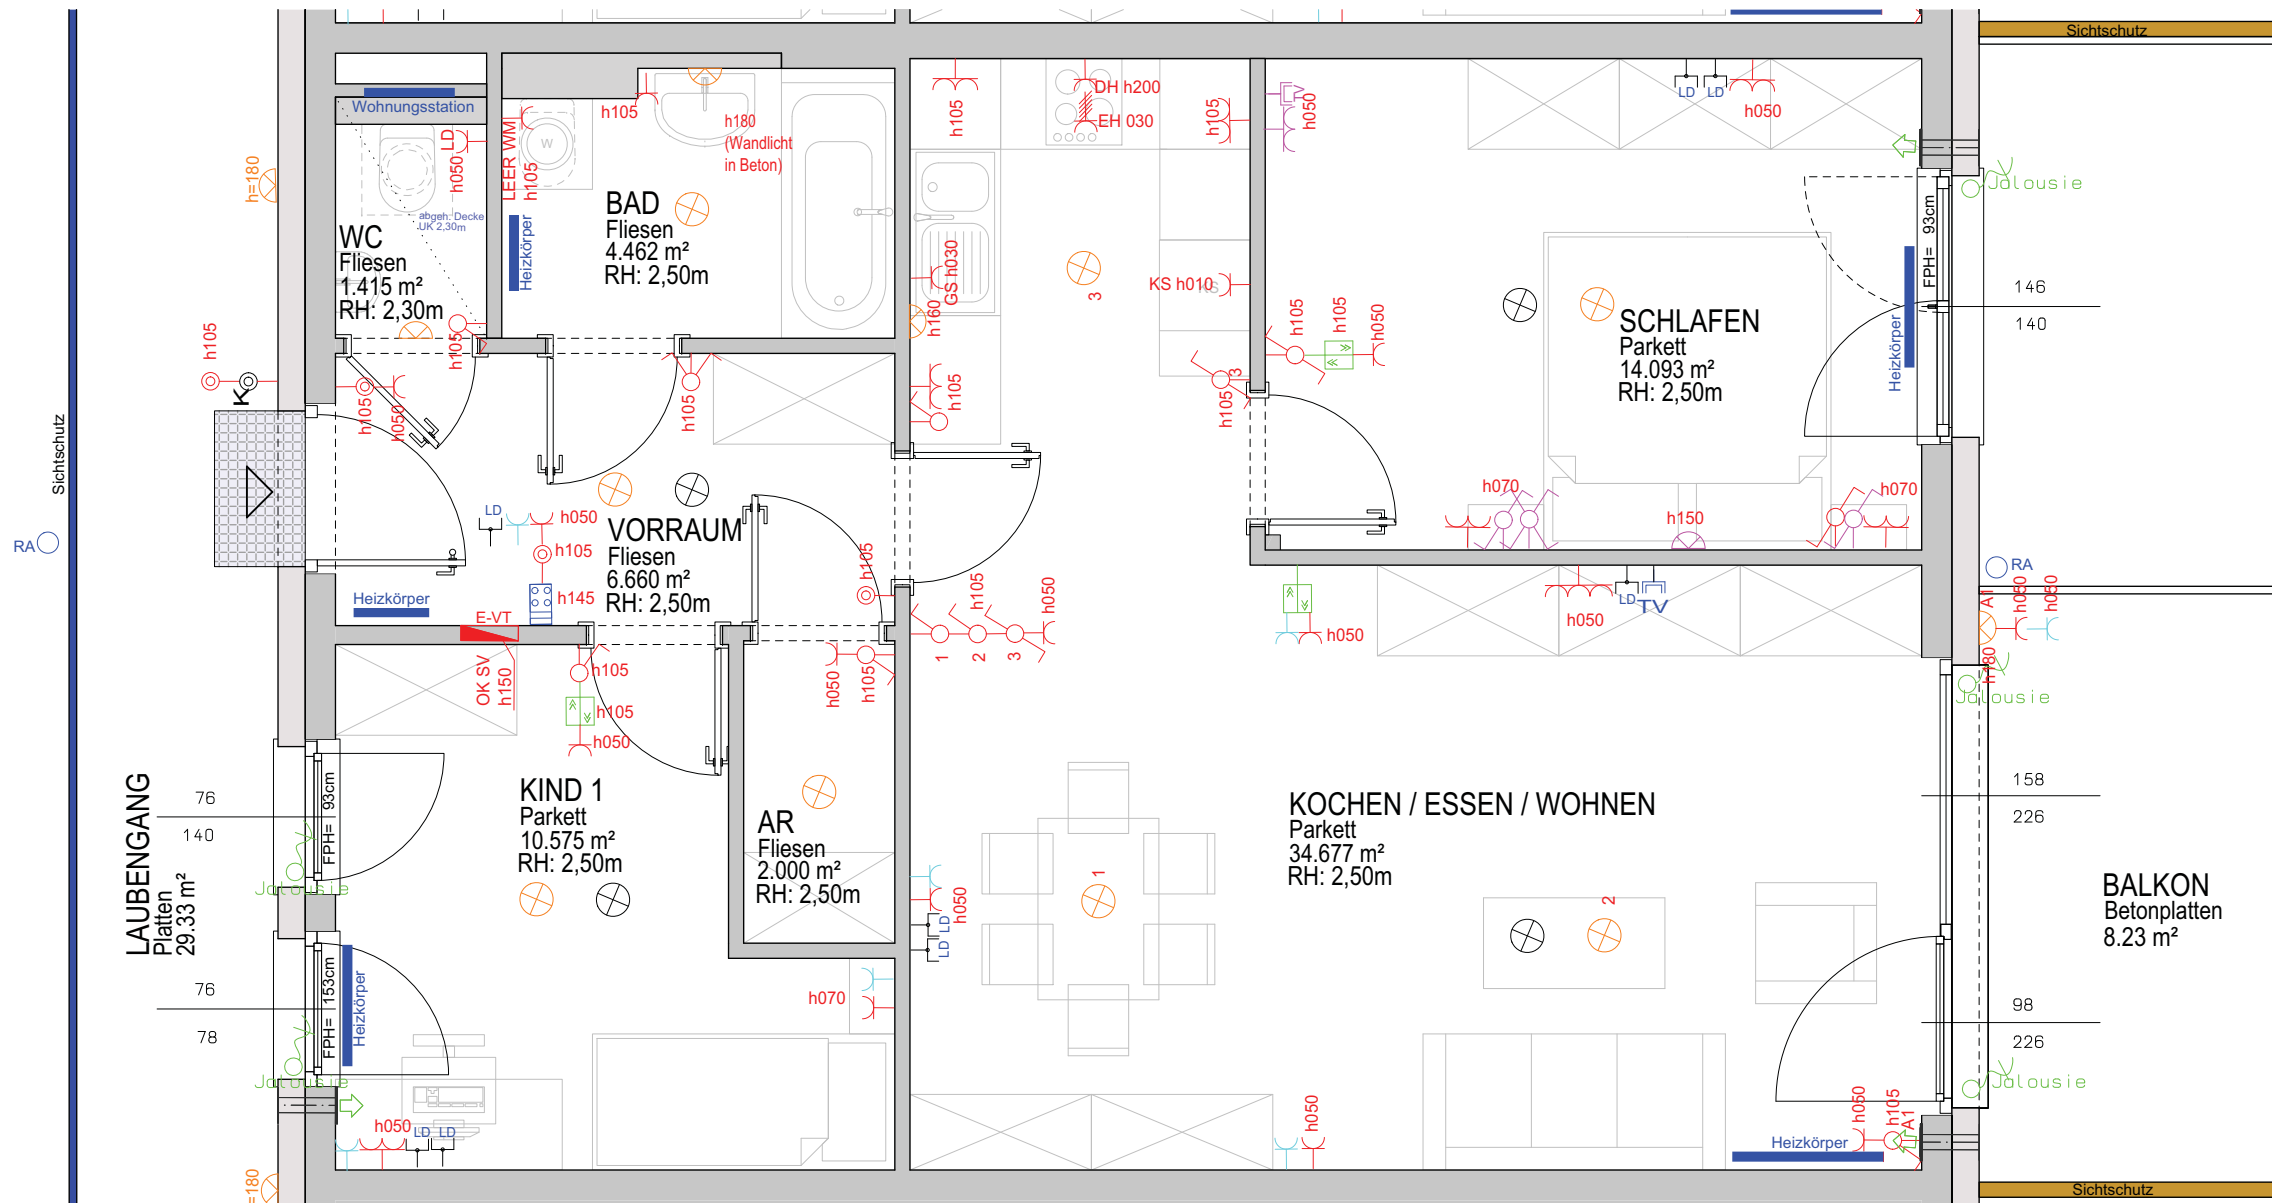 Sichtschutz
Wohnungsstation
LD
h050
abgeh. Decke
UK 2,30m
WC
Fliesen
1.415 m²
RH: 2,30m
h105
LEER WM
h105
W
Heizkörper
h105
h180
(Wandlicht
in Beton)
BAD
Fliesen
4.462 m²
RH: 2,50m
h105
DH h200
EH 030
h105
GS h030
h160
KS h010
KS
3
h105
3
h105
TV
h050
LD
LD
h050
Jalousie
FPH= 93cm
Heizkörper
146
140
h105
h105
h050
SCHLAFEN
Parkett
14.093 m²
RH: 2,50m
h070
h150
h070
h=180
h105
K
h105
h050
h105
Sichtschutz
RA
LD
h050
h105
h145
VORRAUM
Fliesen
6.660 m²
RH: 2,50m
Heizkörper
E-VT
OK SV
h150
h105
h105
h050
1
2
3
h105
h105
h050
h050
h105
h050
h050
LD
TV
RA
A1
h050
h050
h180
Jalousie
LAUBENGANG
Platten
29.33 m²
76
140
76
78
FPH= 93cm
Jalousie
FPH= 153cm
Heizkörper
Jalousie
KIND 1
Parkett
10.575 m²
RH: 2,50m
AR
Fliesen
2.000 m²
RH: 2,50m
h070
h050
LD
LD
h050
LD
LD
1
KOCHEN / ESSEN / WOHNEN
Parkett
34.677 m²
RH: 2,50m
2
158
226
BALKON
Betonplatten
8.23 m²
98
226
Jalousie
h050
Heizkörper
h050
h105
A1
=180
Sichtschutz